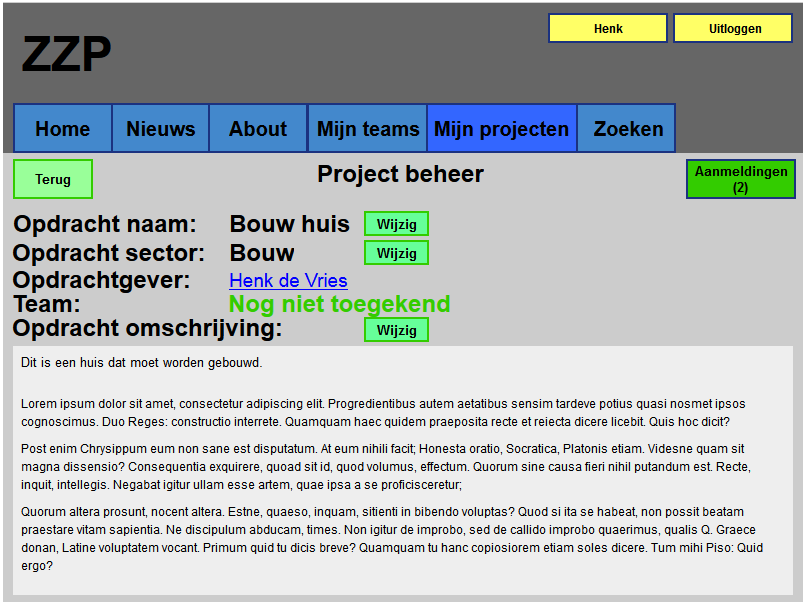 ZZP
Henk
Uitloggen
Home Nieuws About Mijn teams Mijn projecten Zoeken
Terug
Project beheer
Aanmeldingen
(2)
Opdracht naam: Bouw huis Wijzig
Opdracht sector: Bouw Wijzig
Opdrachtgever: Henk de Vries
Team: Nog niet toegekend
Opdracht omschrijving: Wijzig
Dit is een huis dat moet worden gebouwd.
Lorem ipsum dolor sit amet, consectetur adipiscing elit. Progredientibus autem aetatibus sensim tardeve potius quasi nosmet ipsos
cognoscimus. Duo Reges: constructio interrete. Quamquam haec quidem praeposita recte et reiecta dicere licebit. Quis hoc dicit?
Post enim Chrysippum eum non sane est disputatum. At eum nihili facit; Honesta oratio, Socratica, Platonis etiam. Videsne quam sit
magna dissensio? Consequentia exquirere, quoad sit id, quod volumus, effectum. Quorum sine causa fieri nihil putandum est. Recte,
inquit, intellegis. Negabat igitur ullam esse artem, quae ipsa a se proficisceretur;
Quorum altera prosunt, nocent altera. Estne, quaeso, inquam, sitienti in bibendo voluptas? Quod si ita se habeat, non possit beatam
praestare vitam sapientia. Ne discipulum abducam, times. Non igitur de improbo, sed de callido improbo quaerimus, qualis Q. Graece
donan, Latine voluptatem vocant. Primum quid tu dicis breve? Quamquam tu hanc copiosiorem etiam soles dicere. Tum mihi Piso: Quid
ergo?